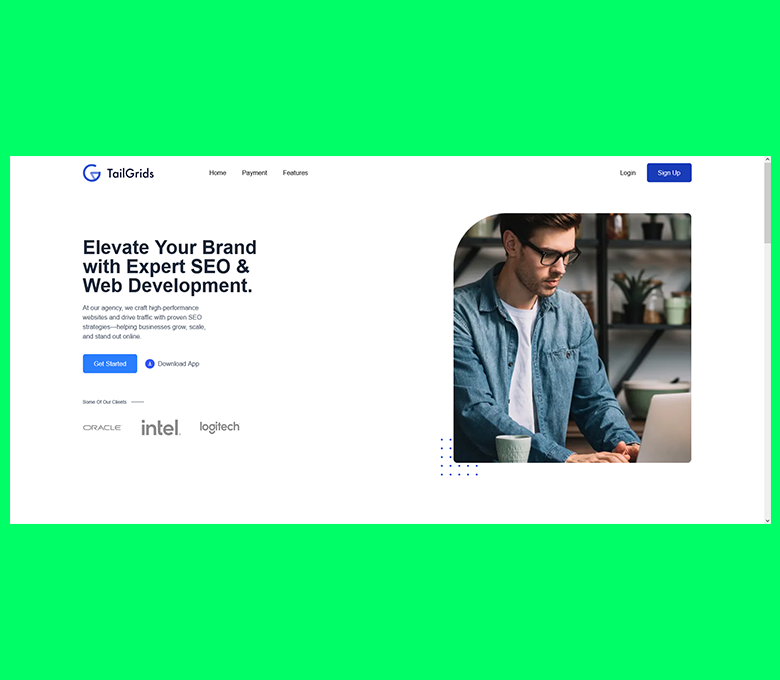 TailGrids
Home Payment Features
Login Sign Up
Elevate Your Brand
with Expert SEO &
Web Development.
At our agency, we craft high-performance
websites and drive traffic with proven SEO
strategies—helping businesses grow, scale,
and stand out online.
Get Started Download App
Some Of Our Clients
ORACLE intel. logitech